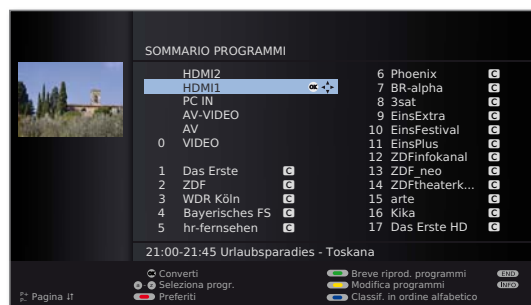 SOMMARIO PROGRAMMI
HDMI2
HDMI1 OK
PC IN
AV-VIDEO
AV
0 VIDEO
1 Das Erste C
2 ZDF C
3 WDR Köln C
4 Bayerisches FS C
5 hr-fernsehen C
6 Phoenix C
7 BR-alpha C
8 3sat C
9 EinsExtra C
10 EinsFestival C
11 EinsPlus C
12 ZDFinfokanal C
13 ZDF_neo C
14 ZDFtheaterk... C
15 arte C
16 Kika C
17 Das Erste HD C
21:00-21:45 Urlaubsparadies - Toskana
P+ P- Pagina
OK Converti
Seleziona progr.
Preferiti
Breve riprod. programmi END
Modifica programmi INFO
Classif. in ordine alfabetico